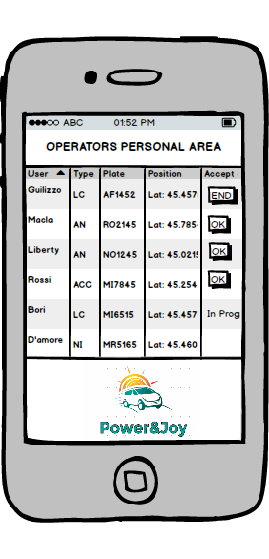 ABC 01:52 PM
OPERATORS PERSONAL AREA
User Type Plate Position Accept
Guilizzo LC AF1452 Lat: 45.457 END
Macla AN RO2145 Lat: 45.785 OK
Liberty AN NO1245 Lat: 45.021 OK
Rossi ACC MI7845 Lat: 45.254 OK
Bori LC MI6515 Lat: 45.457 In Prog
D'amore NI MR5165 Lat: 45.460
Power&Joy